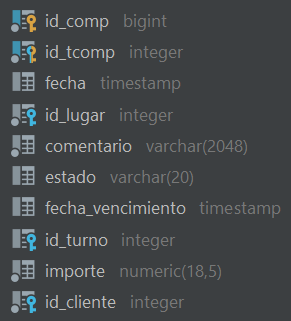 id_comp bigint
id_tcomp integer
fecha timestamp
id_lugar integer
comentario varchar(2048)
estado varchar(20)
fecha_vencimiento timestamp
id_turno integer
importe numeric(18,5)
id_cliente integer